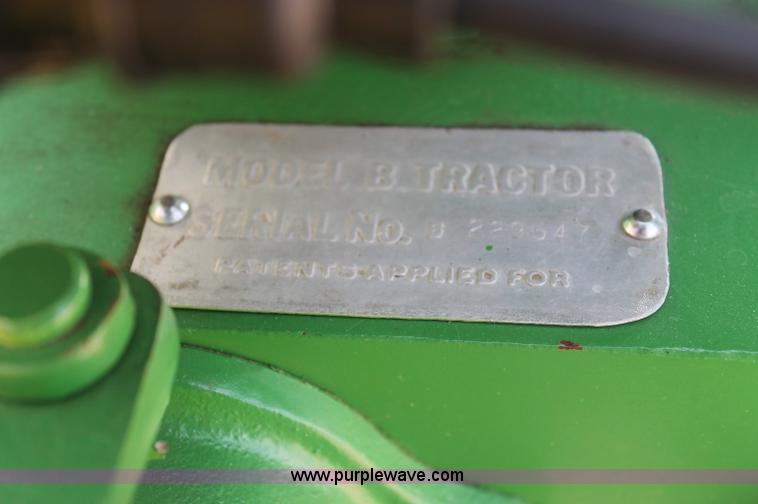 MODEL B TRACTOR
SERIAL NO. B
PATENTS APPLIED FOR
www.purplewave.com